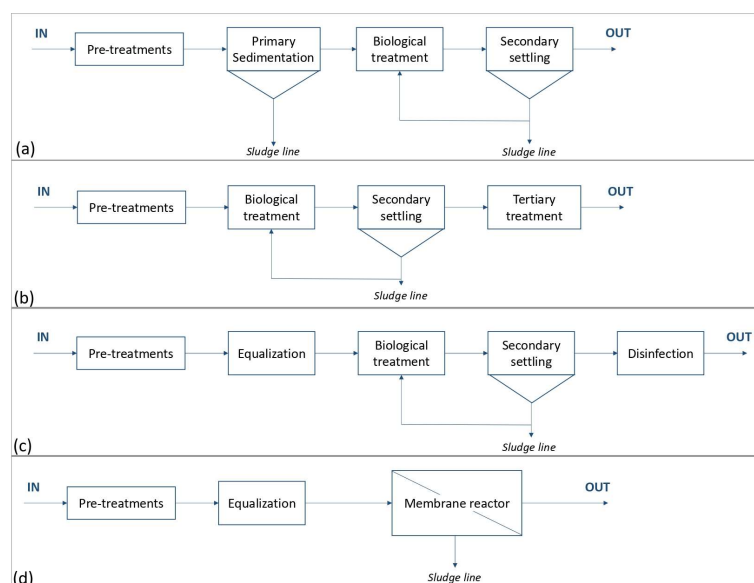 IN
OUT
Pre-treatments
Primary
Sedimentation
Biological
treatment
Secondary
settling
Sludge line
Sludge line
(a)
IN
OUT
Pre-treatments
Biological
treatment
Secondary
settling
Tertiary
treatment
Sludge line
(b)
IN
OUT
Pre-treatments
Equalization
Biological
treatment
Secondary
settling
Disinfection
Sludge line
(c)
IN
OUT
Pre-treatments
Equalization
Membrane reactor
Sludge line
(d)